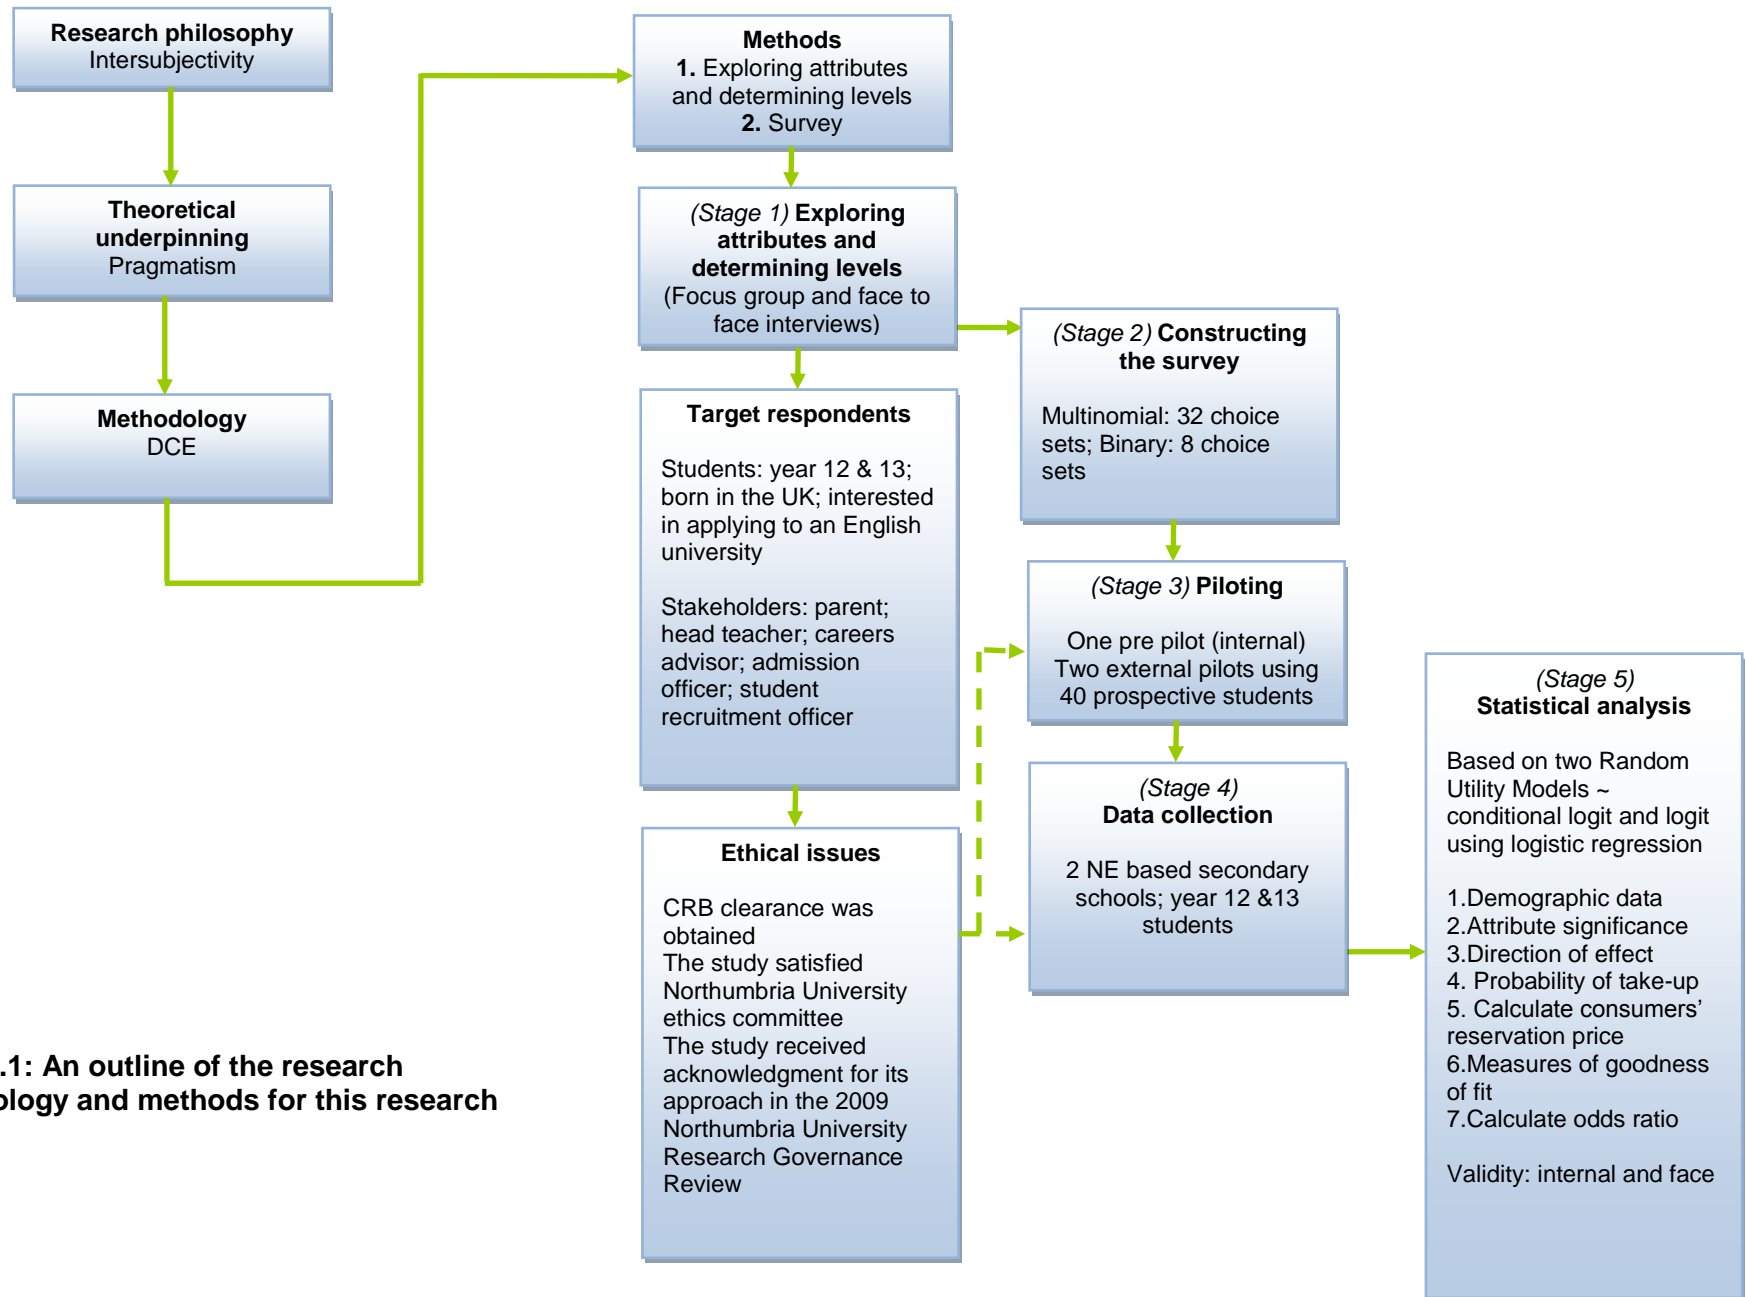 Research philosophy
Intersubjectivity
Theoretical
underpinning
Pragmatism
Methodology
DCE
Methods
1. Exploring attributes
and determining levels
2. Survey
(Stage 1) Exploring
attributes and
determining levels
(Focus group and face to
face interviews)
Target respondents
Students: year 12 & 13;
born in the UK; interested
in applying to an English
university
Stakeholders: parent;
head teacher; careers
advisor; admission
officer; student
recruitment officer
Ethical issues
CRB clearance was
obtained
The study satisfied
Northumbria University
ethics committee
The study received
acknowledgment for its
approach in the 2009
Northumbria University
Research Governance
Review
(Stage 2) Constructing
the survey
Multinomial: 32 choice
sets; Binary: 8 choice
sets
(Stage 3) Piloting
One pre pilot (internal)
Two external pilots using
40 prospective students
(Stage 4)
Data collection
2 NE based secondary
schools; year 12 &13
students
(Stage 5)
Statistical analysis
Based on two Random
Utility Models ~
conditional logit and logit
using logistic regression
1.Demographic data
2.Attribute significance
3.Direction of effect
4. Probability of take-up
5. Calculate consumers’
reservation price
6.Measures of goodness
of fit
7.Calculate odds ratio
Validity: internal and face
.1: An outline of the research
ology and methods for this research